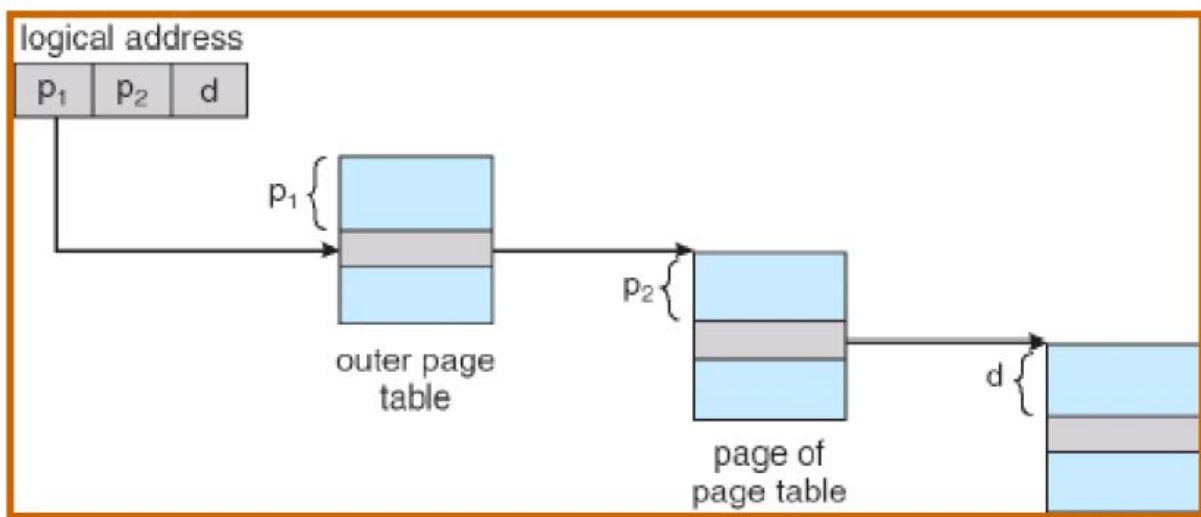 logical address
p₁ p₂ d
p₁
outer page
table
p₂
page of
page table
d